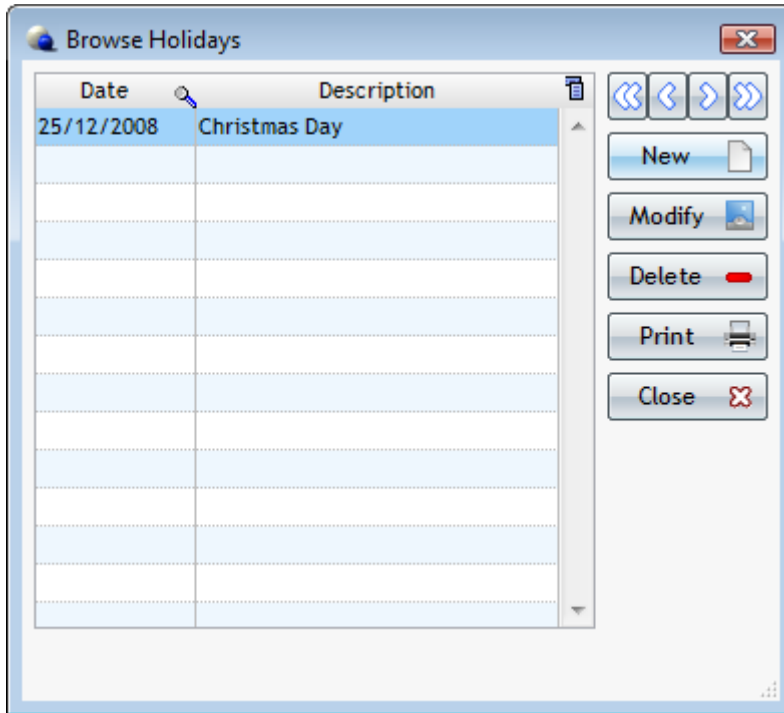 Browse Holidays
Date Description
25/12/2008 Christmas Day
New
Modify
Delete
Print
Close